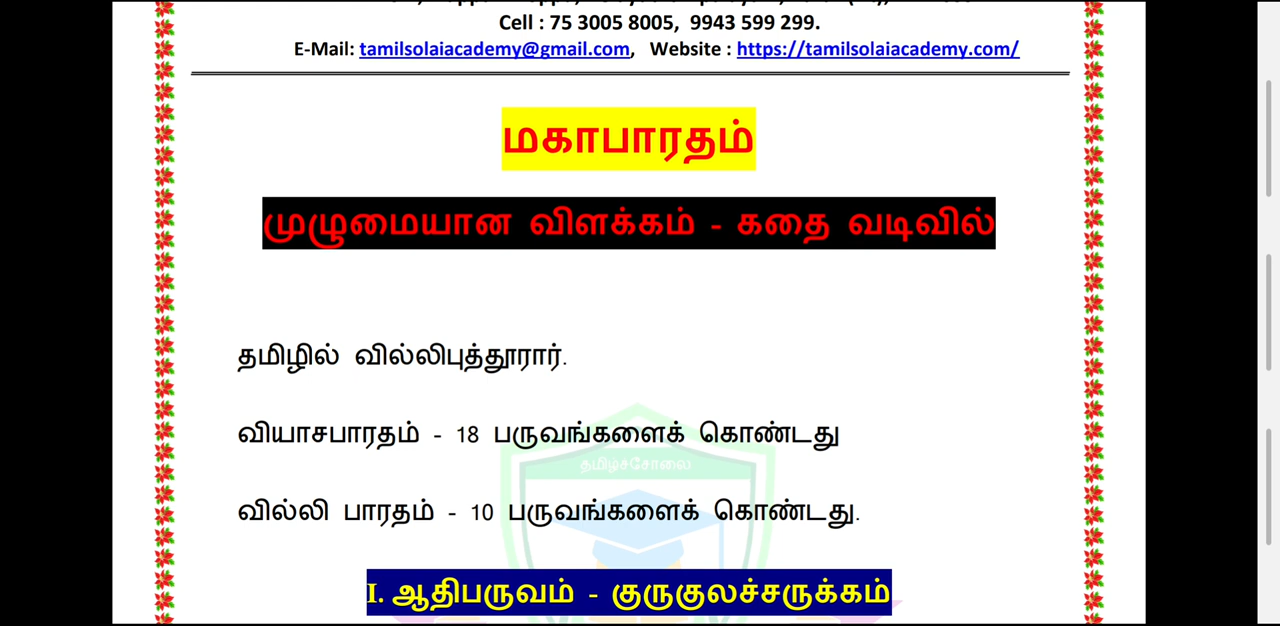 Cell : 75 3005 8005, 9943 599 299.
E-Mail: tamilsolaiacademy@gmail.com, Website : https://tamilsolaiacademy.com/
மகாபாரதம்
முழுமையான விளக்கம் - கதை வடிவில்
தமிழில் வில்லிபுத்தூரார்.
வியாசபாரதம் - 18 பருவங்களைக் கொண்டது
தமிழ்ச்சோலை
வில்லி பாரதம் - 10 பருவங்களைக் கொண்டது.
I. ஆதிபருவம் - குருகுலச்சருக்கம்